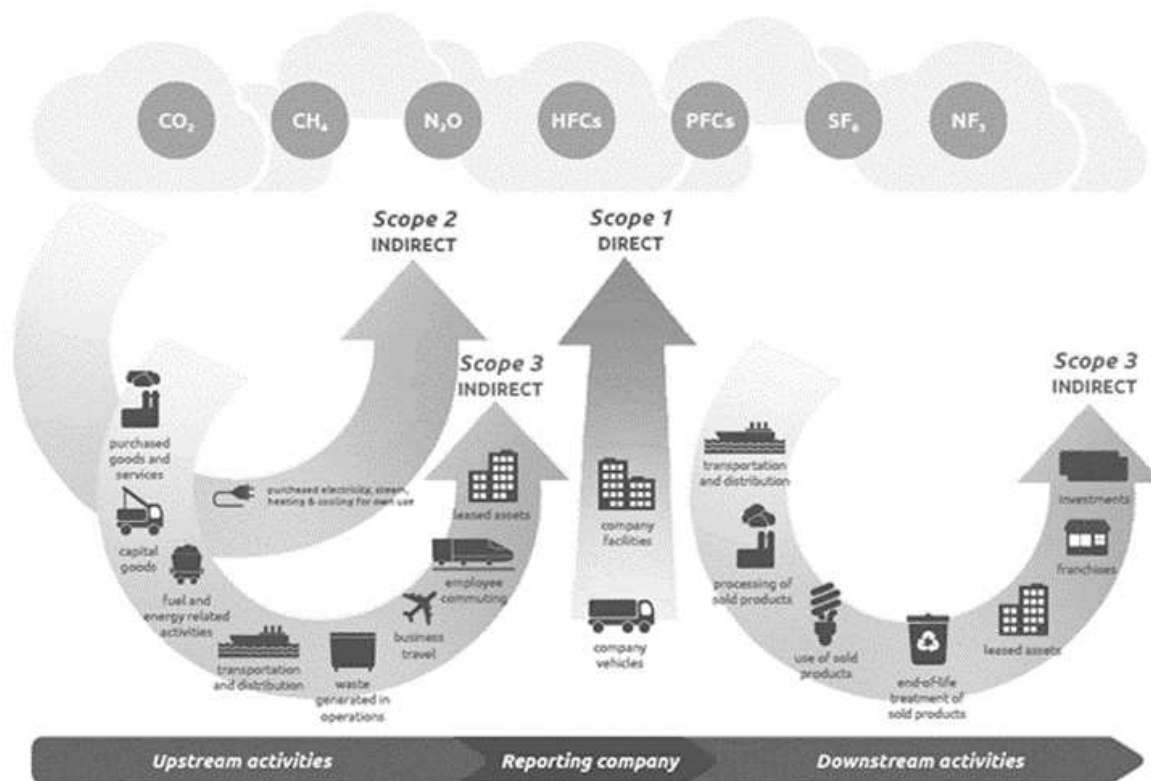 CO₂
CH₄
N₂O
HFCs
PFCs
SF₆
NF₃
Scope 2
INDIRECT
Scope 1
DIRECT
Scope 3
INDIRECT
Scope 3
INDIRECT
purchased
goods and
services
capital
goods
fuel and
energy related
activities
transportation
and distribution
waste
generated in
operations
business
travel
employee
commuting
leased assets
purchased electricity, steam,
heating & cooling for own use
company
facilities
company
vehicles
transportation
and distribution
processing of
sold products
use of sold
products
end-of-life
treatment of
sold products
leased assets
franchises
investments
Upstream activities
Reporting company
Downstream activities